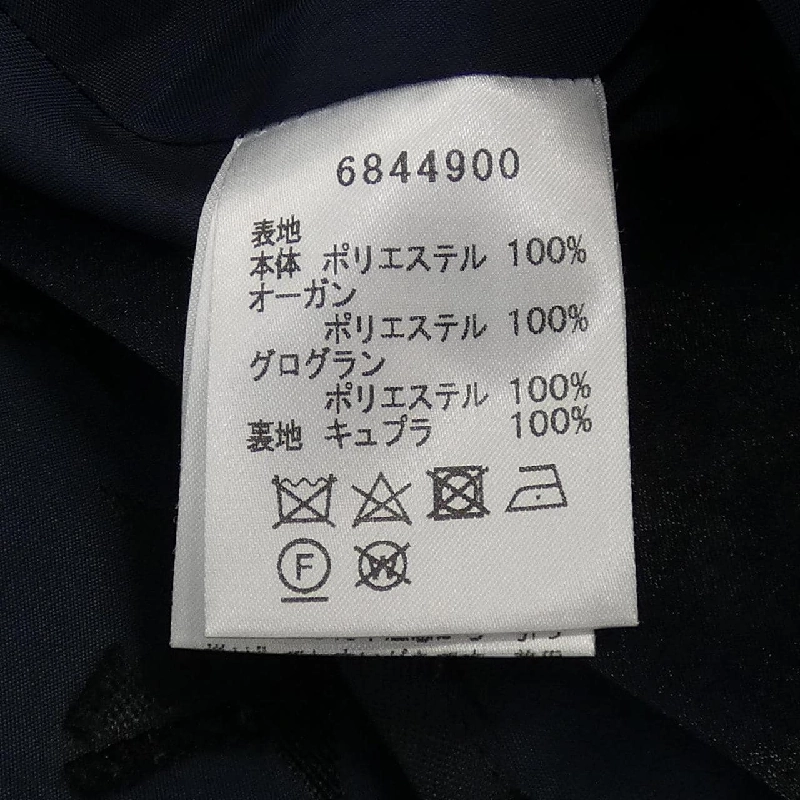 6844900
表地
本体 ポリエステル 100%
オーガン
ポリエステル 100%
グログラン
ポリエステル 100%
裏地 キュプラ 100%
F W